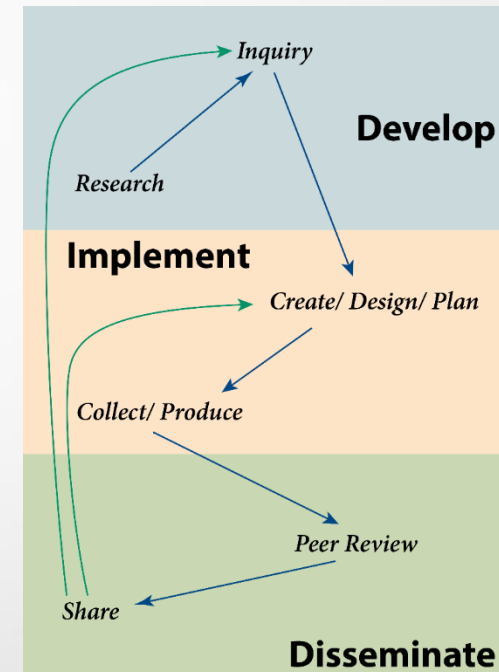 Inquiry
Develop
Research
Implement
Create/ Design/ Plan
Collect/ Produce
Peer Review
Share
Disseminate